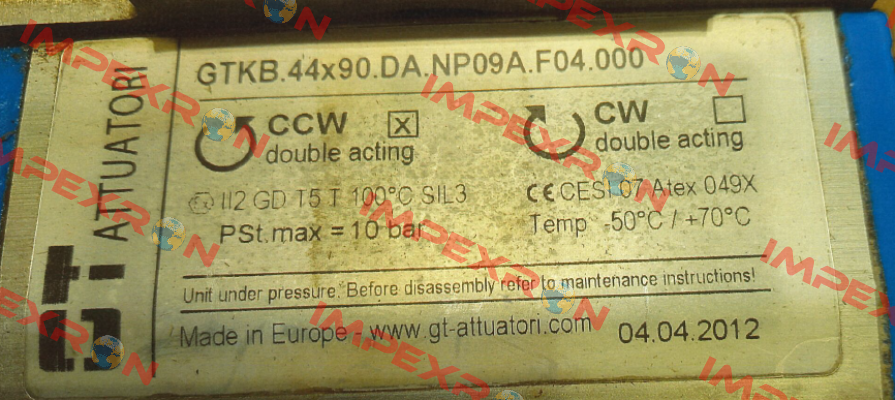 GT ATTUATORI
GTKB.44x90.DA.NP09A.F04.000
CCW X
double acting
CW
double acting
II2 GD T5 T 100°C SIL3
CE CESI 07 Atex 049X
PSt.max = 10 bar
Temp -50°C / +70°C
Unit under pressure. Before disassembly refer to maintenance instructions!
Made in Europe - www.gt-attuatori.com 04.04.2012
IMPEXRON